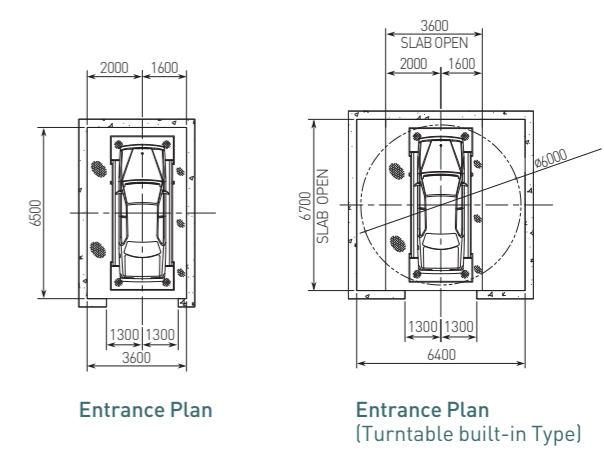 2000 1600
6500
1300 1300
3600
Entrance Plan
3600
SLAB OPEN
2000 1600
6700
SLAB OPEN
ø6000
1300 1300
6400
Entrance Plan
(Turntable built-in Type)